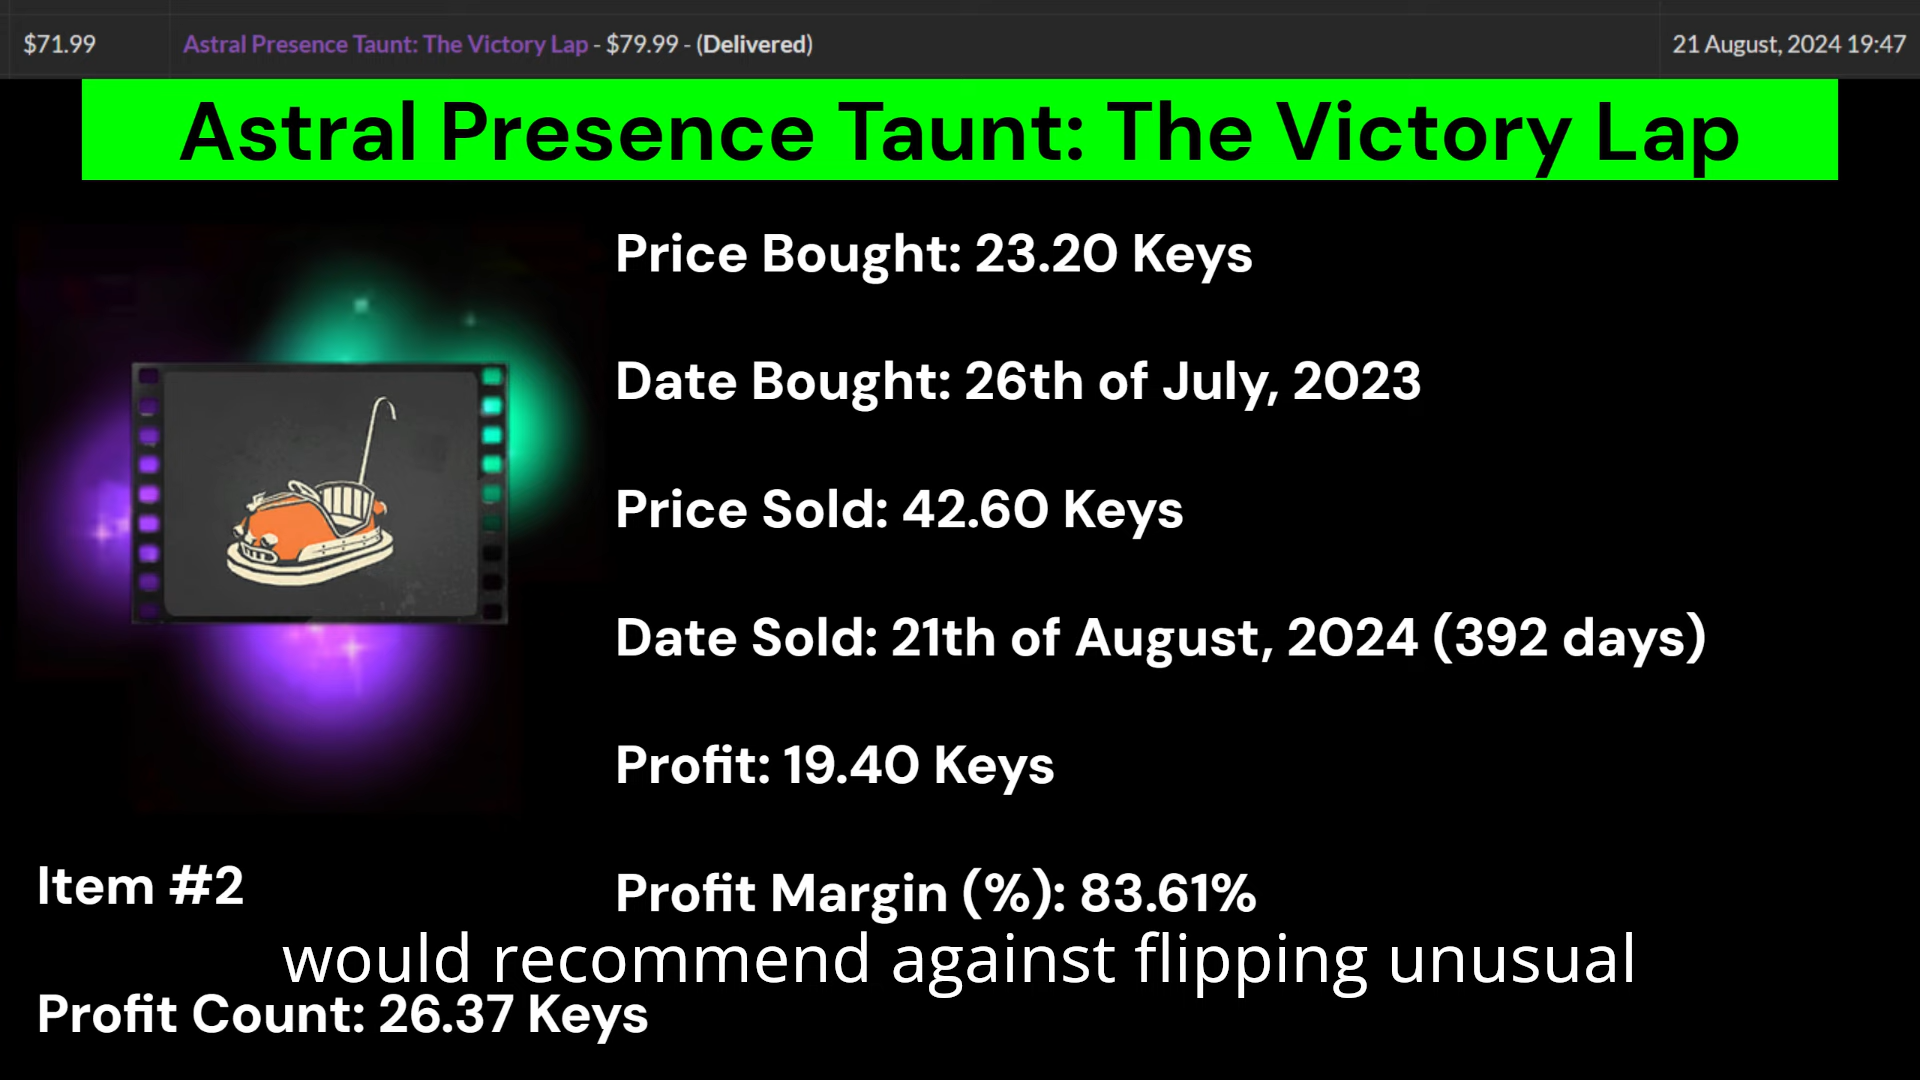 $71.99 Astral Presence Taunt: The Victory Lap - $79.99 - (Delivered) 21 August, 2024 19:47
Astral Presence Taunt: The Victory Lap
Price Bought: 23.20 Keys
Date Bought: 26th of July, 2023
Price Sold: 42.60 Keys
Date Sold: 21th of August, 2024 (392 days)
Profit: 19.40 Keys
Item #2
Profit Margin (%): 83.61%
would recommend against flipping unusual
Profit Count: 26.37 Keys